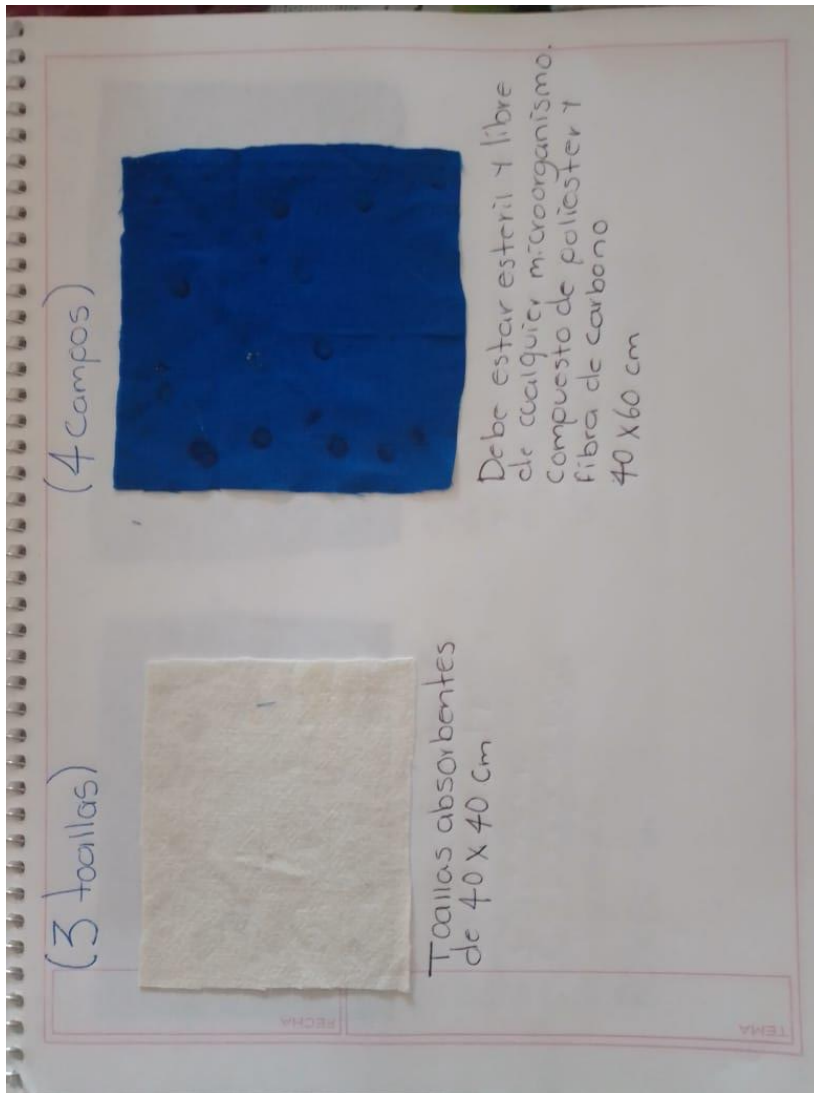 (3 toallas)
Toallas absorbentes
de 40 x 40 cm
(4 campos)
Debe estar esteril y libre
de cualquier microorganismo.
Compuesto de poliester y
fibra de carbono
40 x 60 cm
FECHA
TEMA